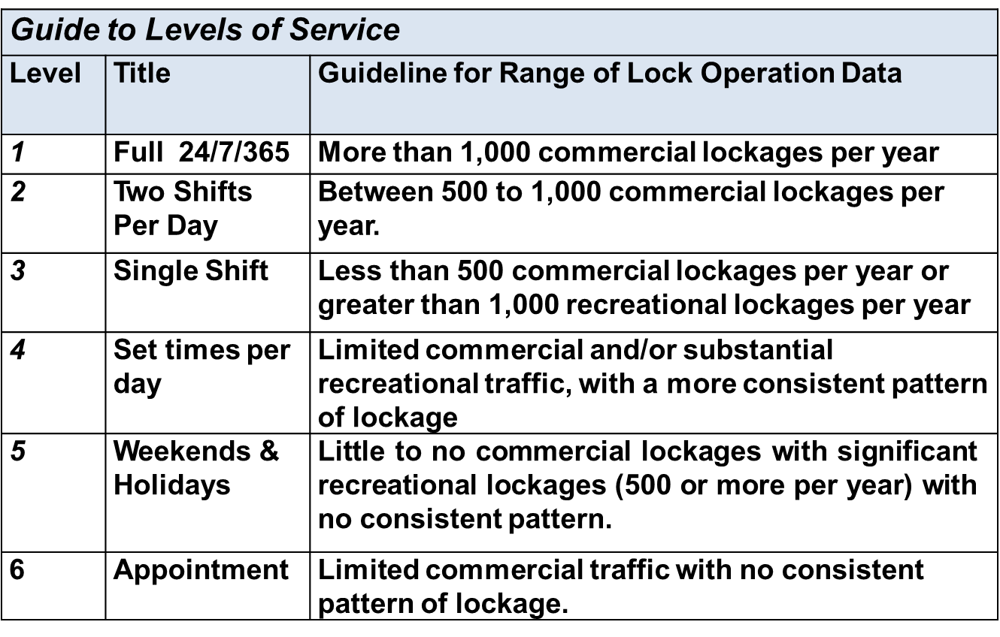 Guide to Levels of Service
Level Title Guideline for Range of Lock Operation Data
1 Full 24/7/365 More than 1,000 commercial lockages per year
2 Two Shifts Per Day Between 500 to 1,000 commercial lockages per
year.
3 Single Shift Less than 500 commercial lockages per year or
greater than 1,000 recreational lockages per year
4 Set times per day Limited commercial and/or substantial
recreational traffic, with a more consistent pattern
of lockage
5 Weekends & Holidays Little to no commercial lockages with significant
recreational lockages (500 or more per year) with
no consistent pattern.
6 Appointment Limited commercial traffic with no consistent
pattern of lockage.